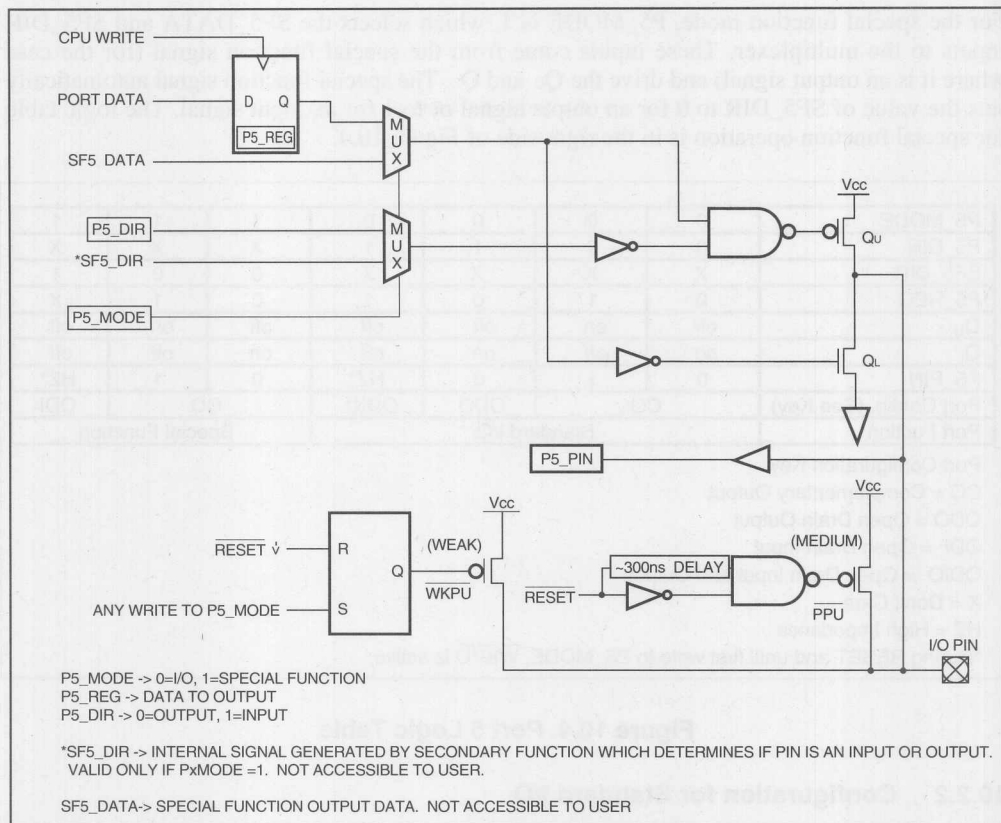 CPU WRITE
PORT DATA
D Q
P5_REG
SF5 DATA
MUX
P5_DIR
*SF5_DIR
MUX
P5_MODE
Vcc
QU
QL
P5_PIN
Vcc
Vcc
RESET
R
(WEAK)
(MEDIUM)
Q
WKPU
~300ns DELAY
RESET
PPU
ANY WRITE TO P5_MODE
S
I/O PIN
P5_MODE -> 0=I/O, 1=SPECIAL FUNCTION
P5_REG -> DATA TO OUTPUT
P5_DIR -> 0=OUTPUT, 1=INPUT
*SF5_DIR -> INTERNAL SIGNAL GENERATED BY SECONDARY FUNCTION WHICH DETERMINES IF PIN IS AN INPUT OR OUTPUT.
VALID ONLY IF PxMODE =1. NOT ACCESSIBLE TO USER.
SF5_DATA-> SPECIAL FUNCTION OUTPUT DATA. NOT ACCESSIBLE TO USER